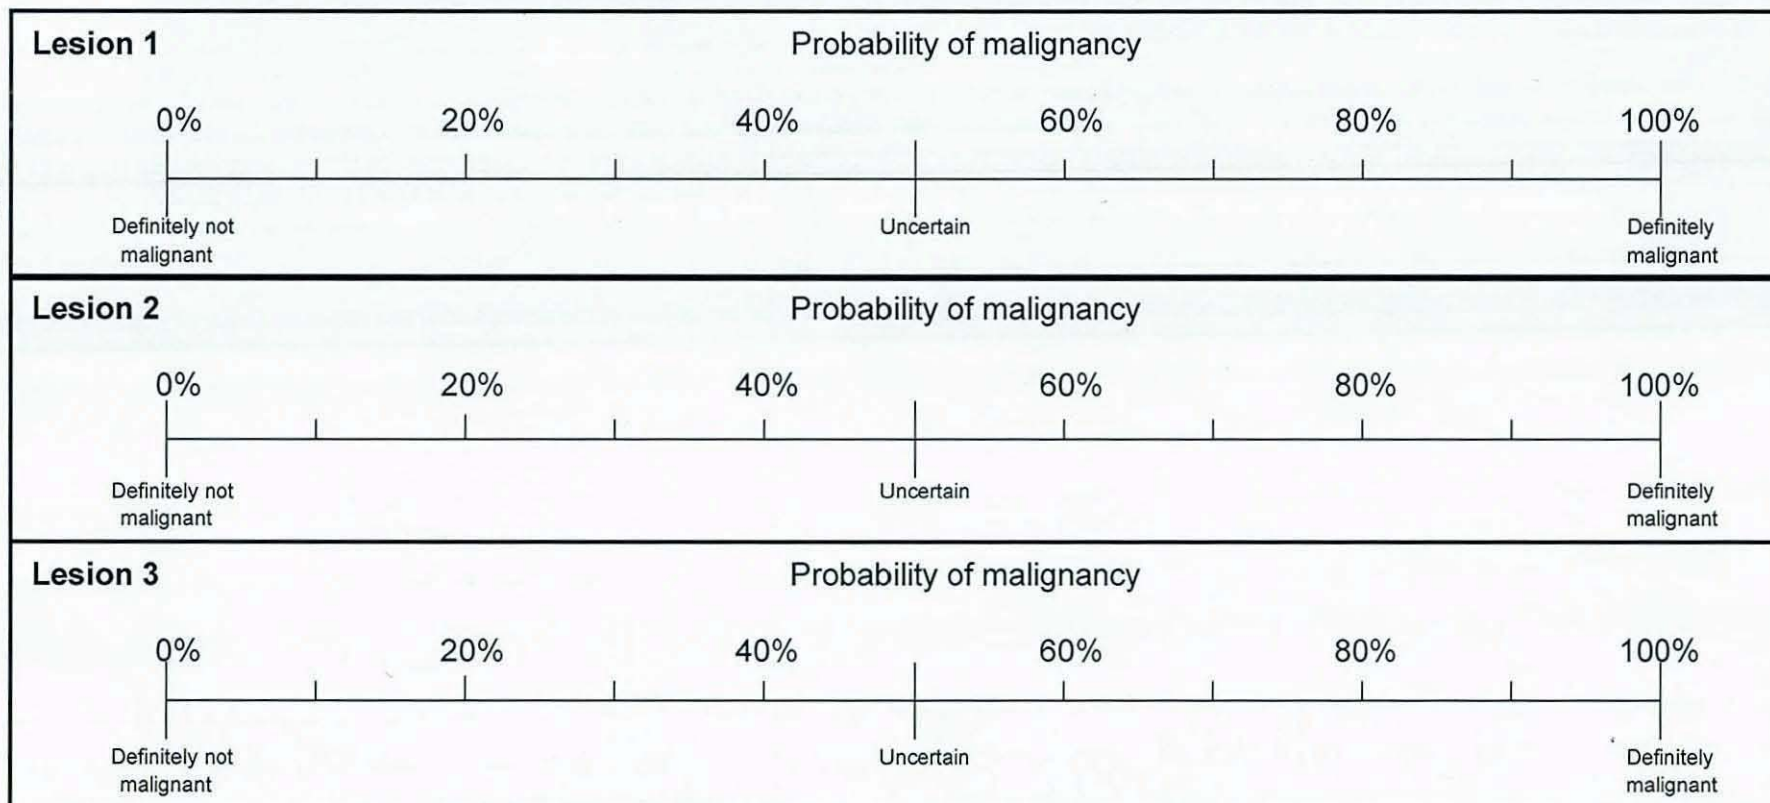 Lesion 1 Probability of malignancy
0% 20% 40% 60% 80% 100%
Definitely not Uncertain Definitely
malignant malignant
Lesion 2 Probability of malignancy
0% 20% 40% 60% 80% 100%
Definitely not Uncertain Definitely
malignant malignant
Lesion 3 Probability of malignancy
0% 20% 40% 60% 80% 100%
Definitely not Uncertain Definitely
malignant malignant